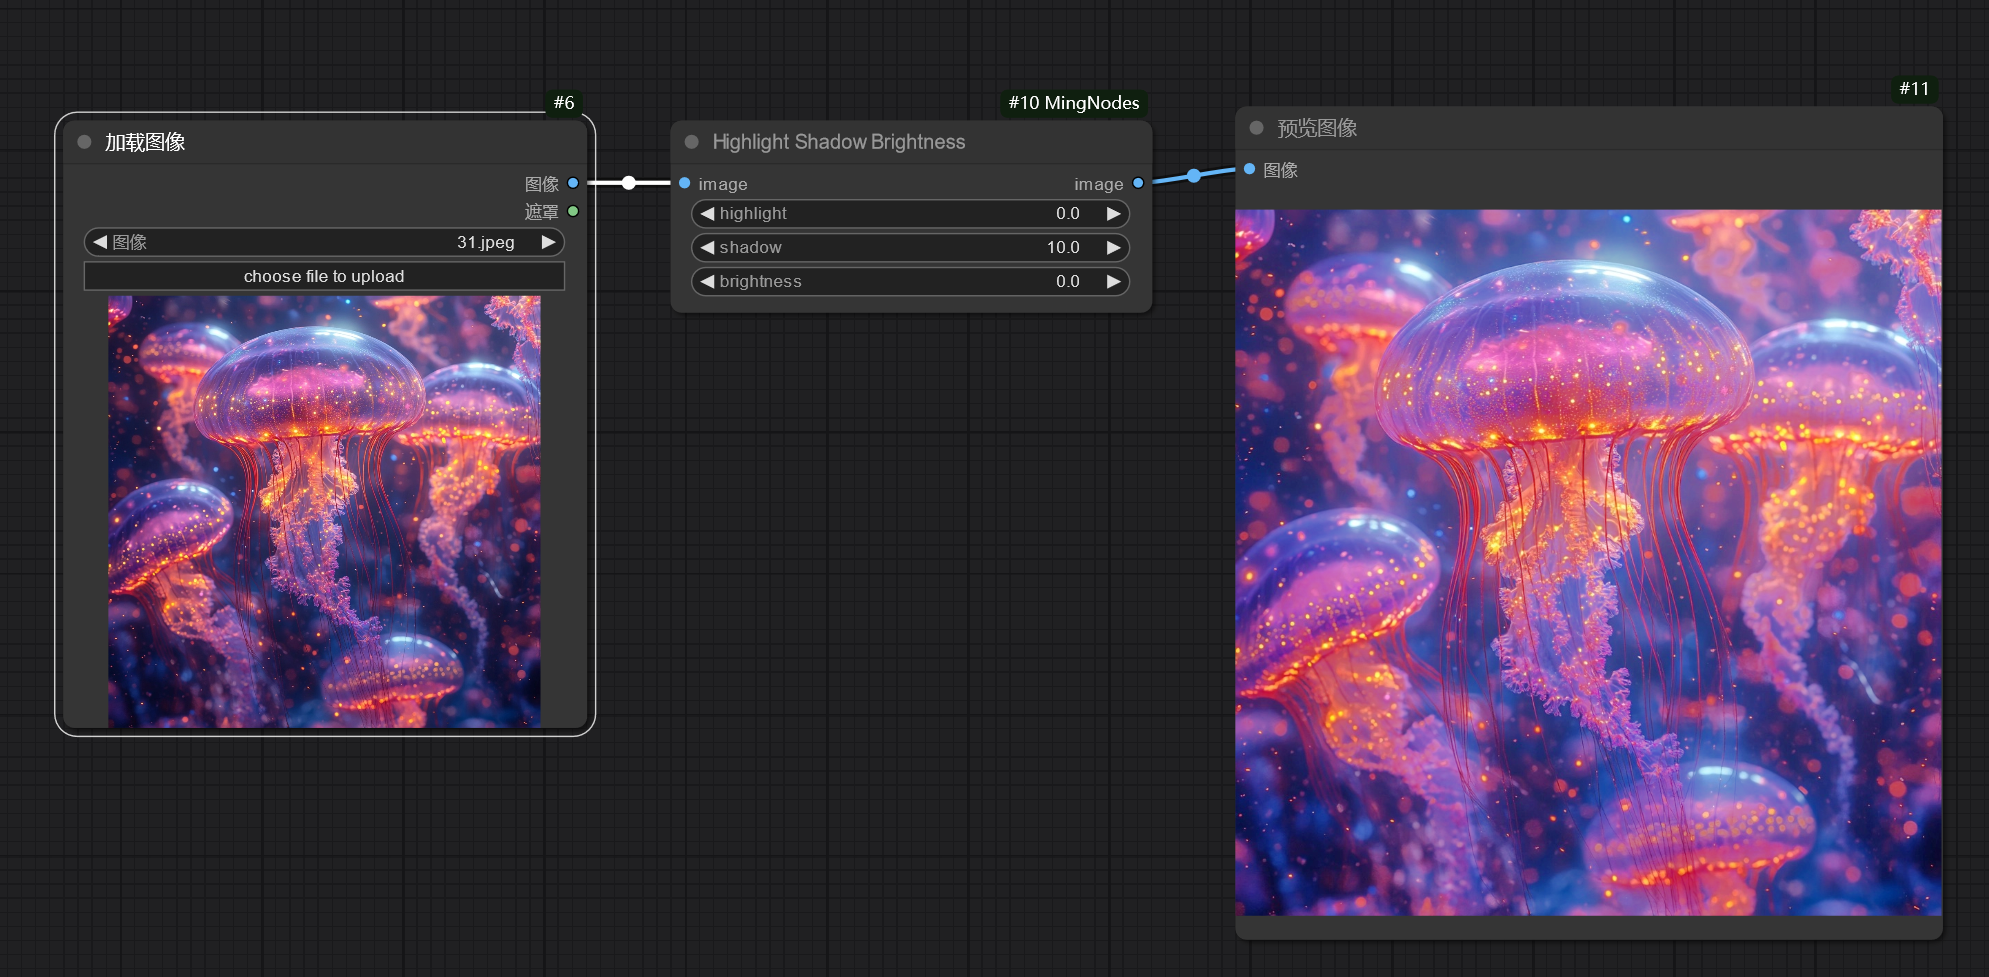 #6
加载图像
图像
遮罩
图像 31.jpeg
choose file to upload
#10 MingNodes
Highlight Shadow Brightness
image image
highlight 0.0
shadow 10.0
brightness 0.0
#11
预览图像
图像